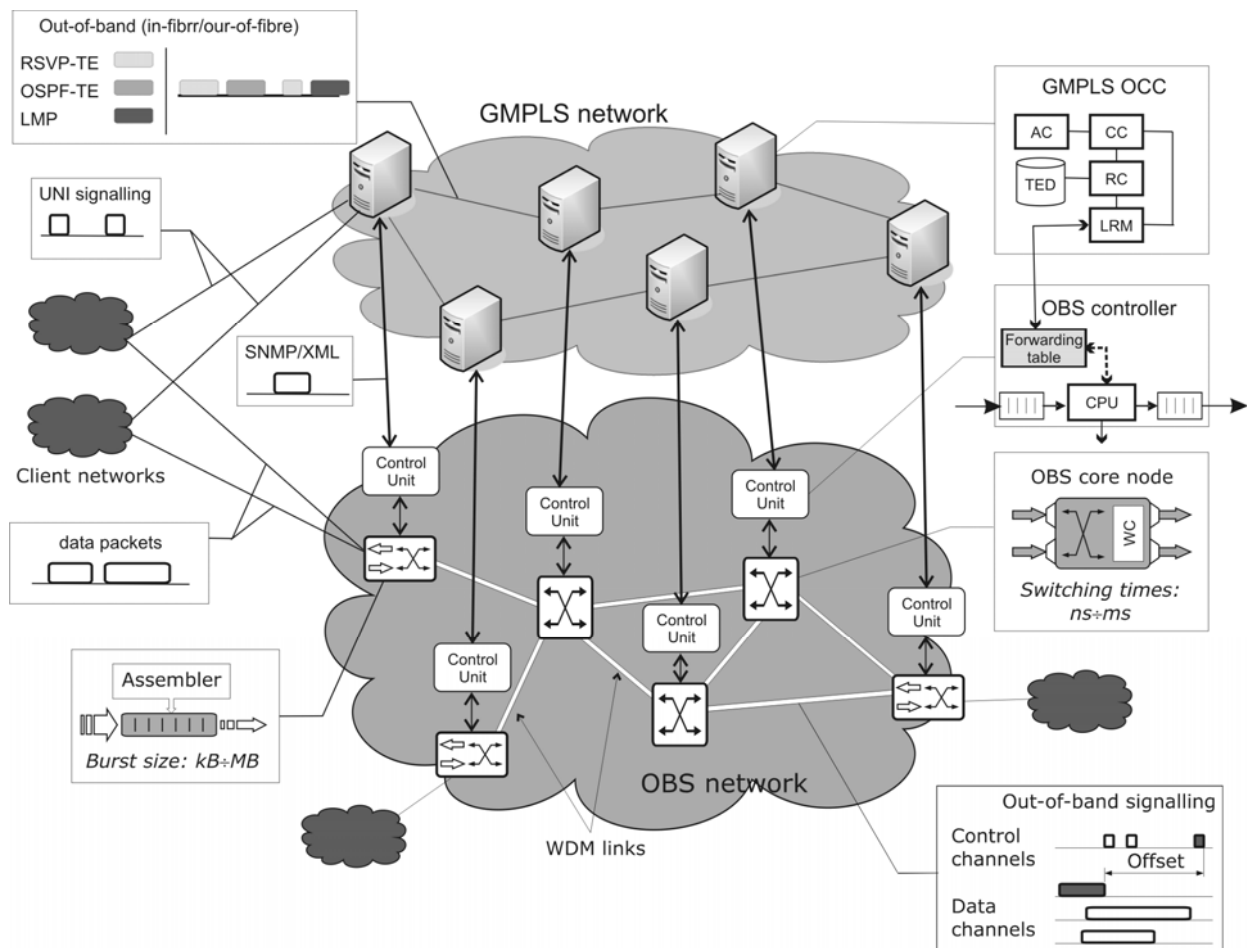 Out-of-band (in-fibrr/our-of-fibre)
RSVP-TE
OSPF-TE
LMP
GMPLS network
GMPLS OCC
AC
CC
TED
RC
LRM
UNI signalling
SNMP/XML
OBS controller
Forwarding
table
CPU
Client networks
data packets
Control
Unit
Control
Unit
Control
Unit
Control
Unit
Control
Unit
Control
Unit
OBS core node
WC
Switching times:
ns÷ms
Assembler
Burst size: kB÷MB
OBS network
WDM links
Out-of-band signalling
Control
channels
Offset
Data
channels